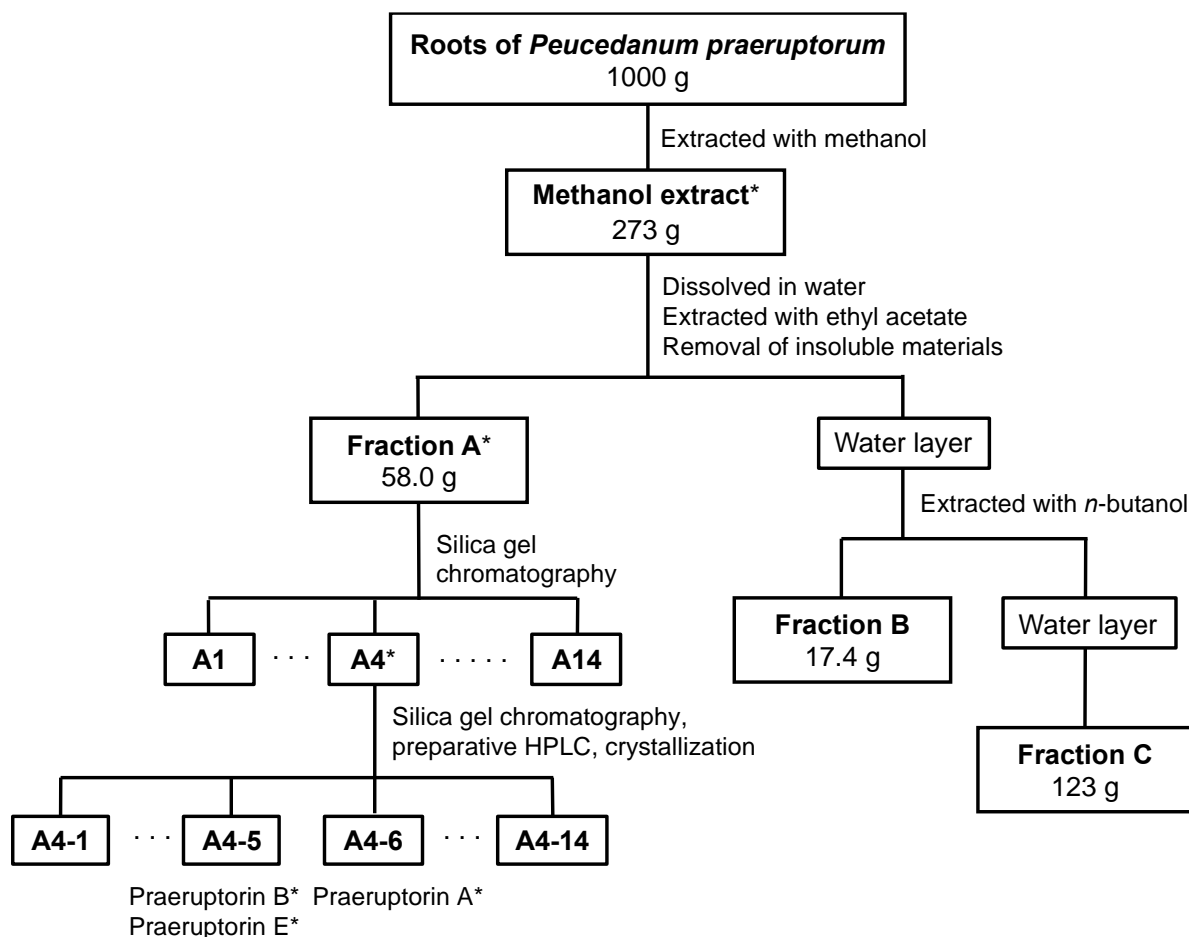 Roots of Peucedanum praeruptorum
1000 g
Extracted with methanol
Methanol extract*
273 g
Dissolved in water
Extracted with ethyl acetate
Removal of insoluble materials
Fraction A*
58.0 g
Water layer
Extracted with n-butanol
Silica gel
chromatography
Fraction B
17.4 g
Water layer
A1 · · · A4* · · · · · A14
Silica gel chromatography,
preparative HPLC, crystallization
Fraction C
123 g
A4-1 · · · A4-5 A4-6 · · · A4-14
Praeruptorin B* Praeruptorin A*
Praeruptorin E*